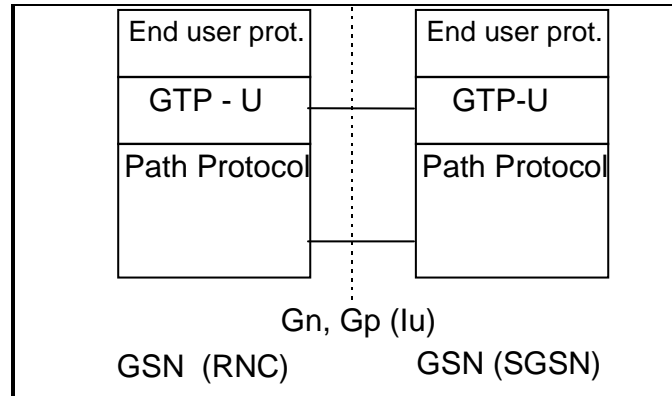 End user prot.
End user prot.
GTP - U
GTP-U
Path Protocol
Path Protocol
Gn, Gp (Iu)
GSN (RNC)
GSN (SGSN)